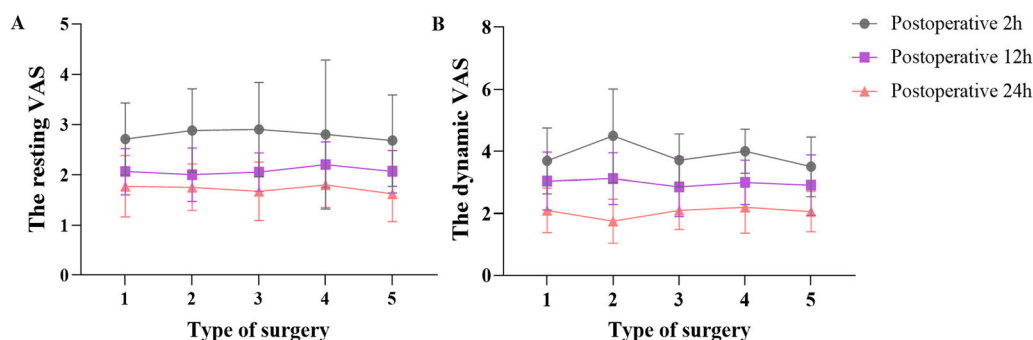 A
The resting VAS
5
4
3
2
1
0
1 2 3 4 5
Type of surgery
B
The dynamic VAS
8
6
4
2
0
1 2 3 4 5
Type of surgery
Postoperative 2h
Postoperative 12h
Postoperative 24h